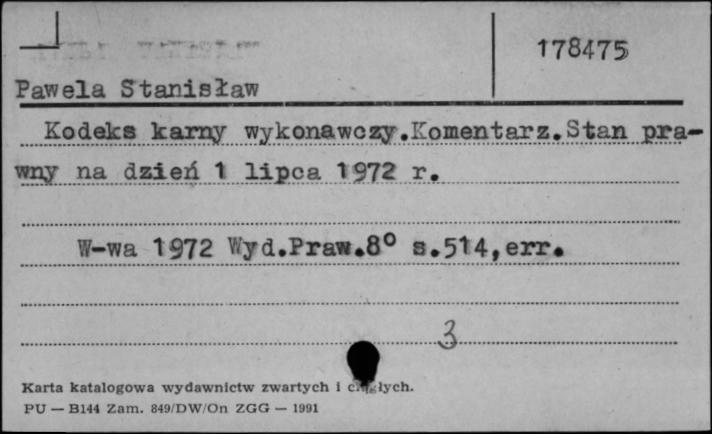 178475
Pawela Stanisław
Kodeks karny wykonawczy.Komentarz.Stan pra-
wny na dzień 1 lipca 1972 r.
W-wa 1972 Wyd.Praw.8° s.514,err.
3
Karta katalogowa wydawnictw zwartych i ciągłych.
PU — B144 Zam. 849/DW/On ZGG — 1991